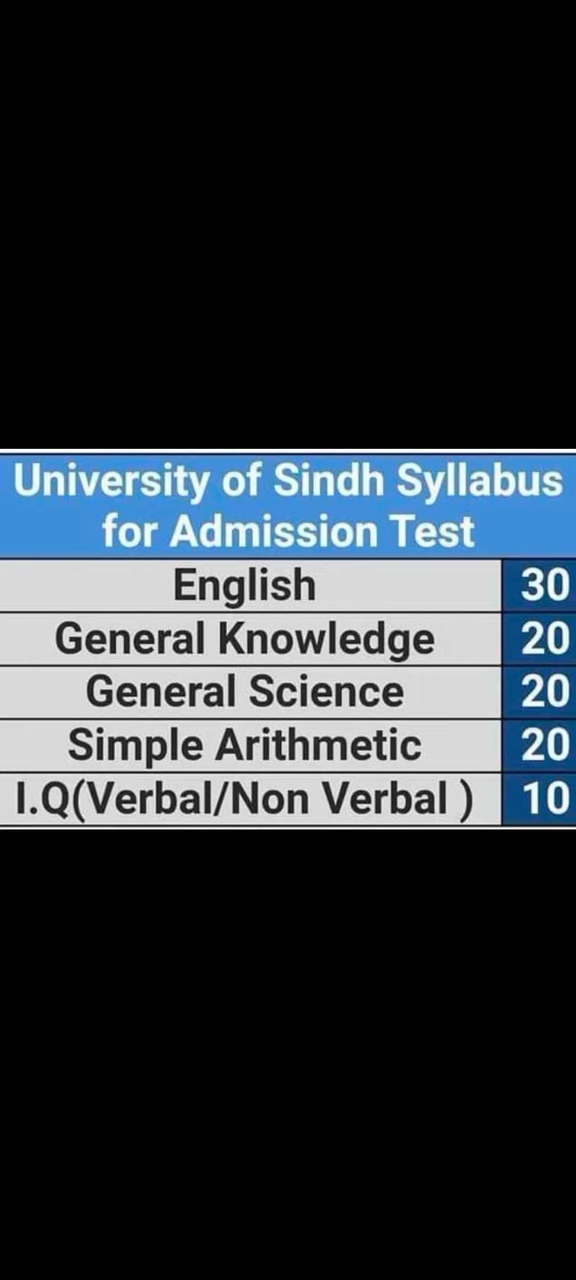 University of Sindh Syllabus
for Admission Test
English 30
General Knowledge 20
General Science 20
Simple Arithmetic 20
I.Q(Verbal/Non Verbal ) 10